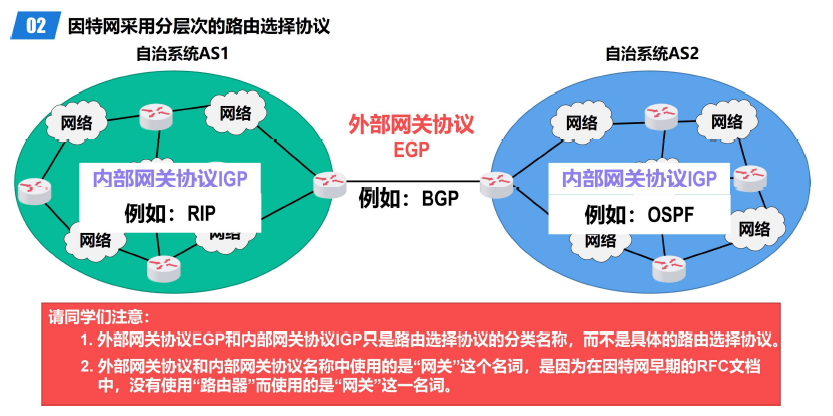 02 因特网采用分层次的路由选择协议
自治系统AS1
自治系统AS2
网络
网络
外部网关协议
EGP
网络
网络
内部网关协议IGP
例如：RIP
例如：BGP
内部网关协议IGP
例如：OSPF
网络
网络
网络
网络
请同学们注意：
1. 外部网关协议EGP和内部网关协议IGP只是路由选择协议的分类名称，而不是具体的路由选择协议。
2. 外部网关协议和内部网关协议名称中使用的是“网关”这个名词，是因为在因特网早期的RFC文档
中，没有使用“路由器”而使用的是“网关”这一名词。